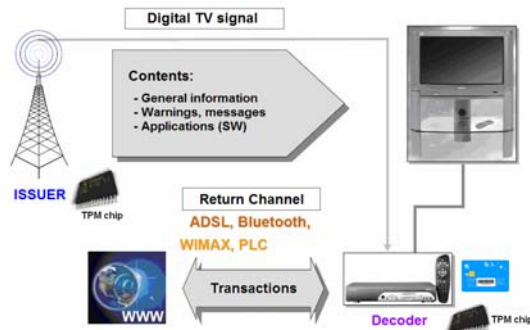 Digital TV signal
Contents:
- General information
- Warnings, messages
- Applications (SW)
ISSUER
TPM chip
Return Channel
ADSL, Bluetooth,
WIMAX, PLC
WWW
Transactions
Decoder
TPM chip